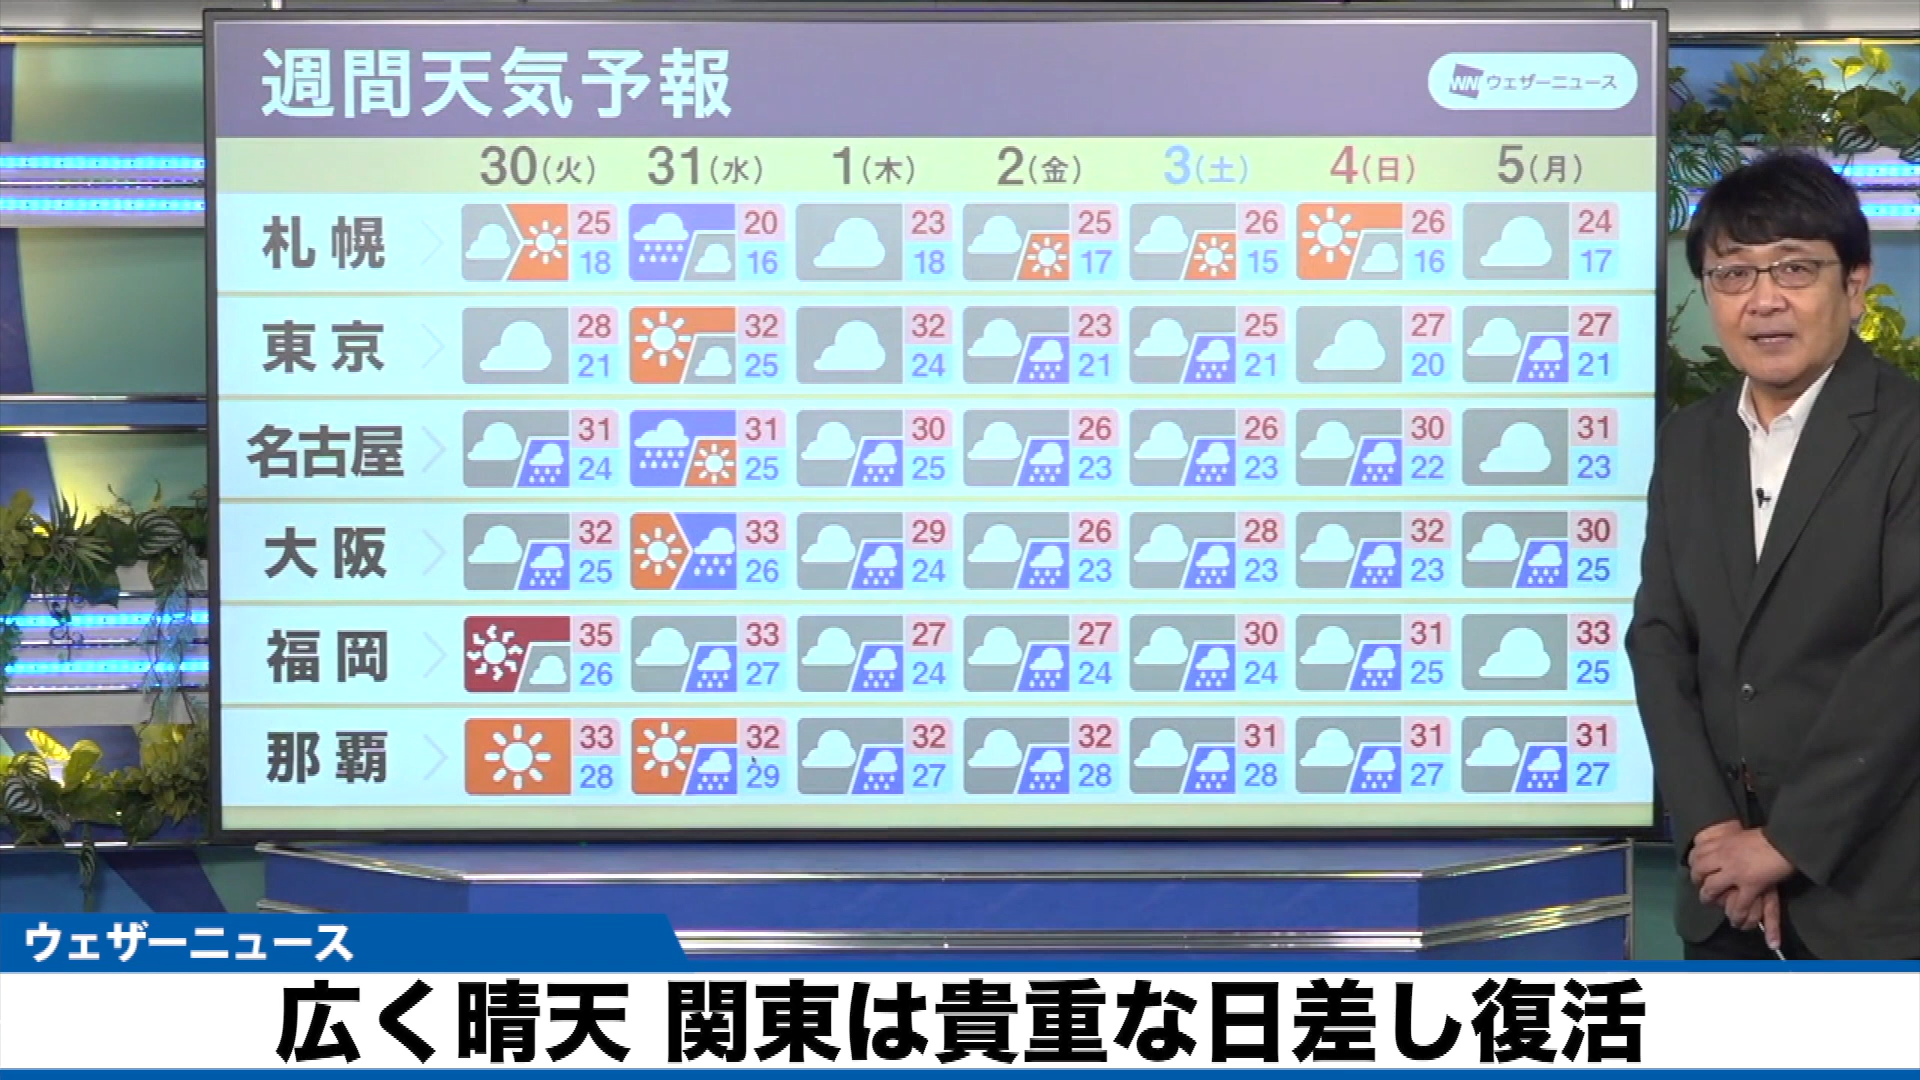 週間天気予報
WNI ウェザーニュース
30(火) 31(水) 1(木) 2(金) 3(土) 4(日) 5(月)
札幌 25 20 23 25 26 26 24
18 16 18 17 15 16 17
東京 28 32 32 23 25 27 27
21 25 24 21 21 20 21
名古屋 31 31 30 26 26 30 31
24 25 25 23 23 22 23
大阪 32 33 29 26 28 32 30
25 26 24 23 23 23 25
福岡 35 33 27 27 30 31 33
26 27 24 24 24 25 25
那覇 33 32 32 32 31 31 31
28 29 27 28 28 27 27
ウェザーニュース
広く晴天 関東は貴重な日差し復活